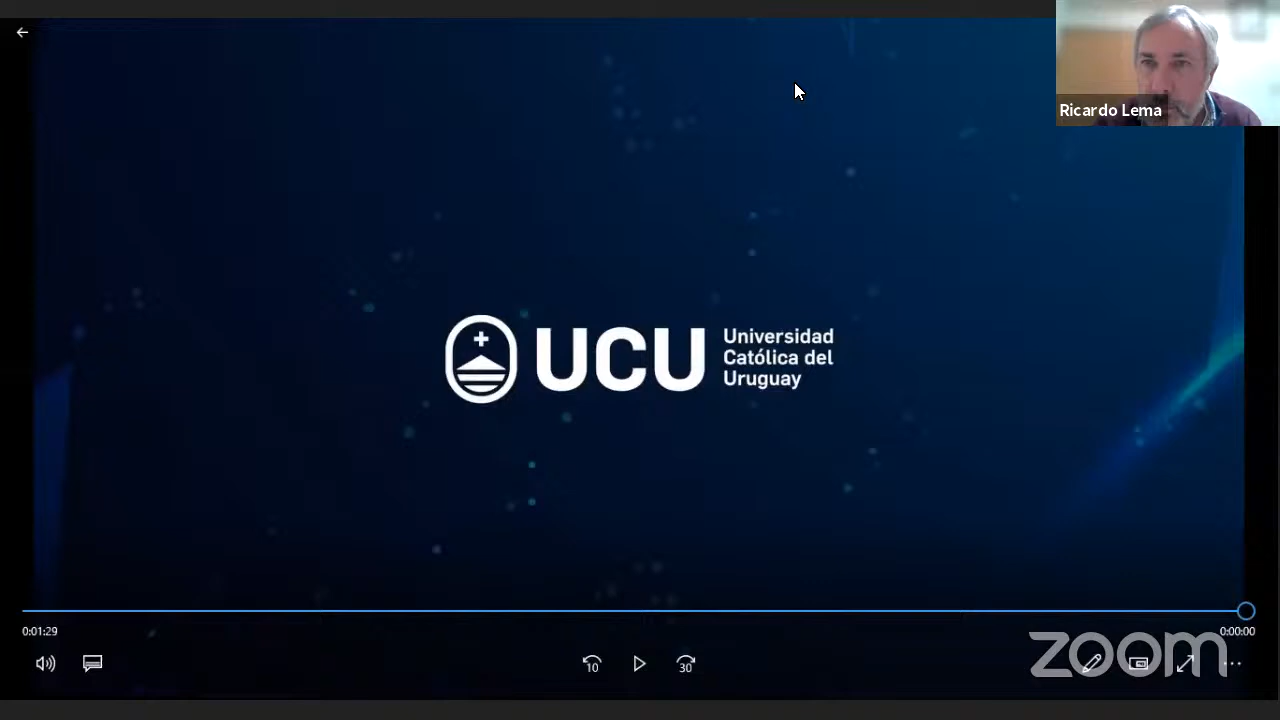 Ricardo Lema
UCU
Universidad
Católica del
Uruguay
0:01:29
0:00:00
10
30
zoom